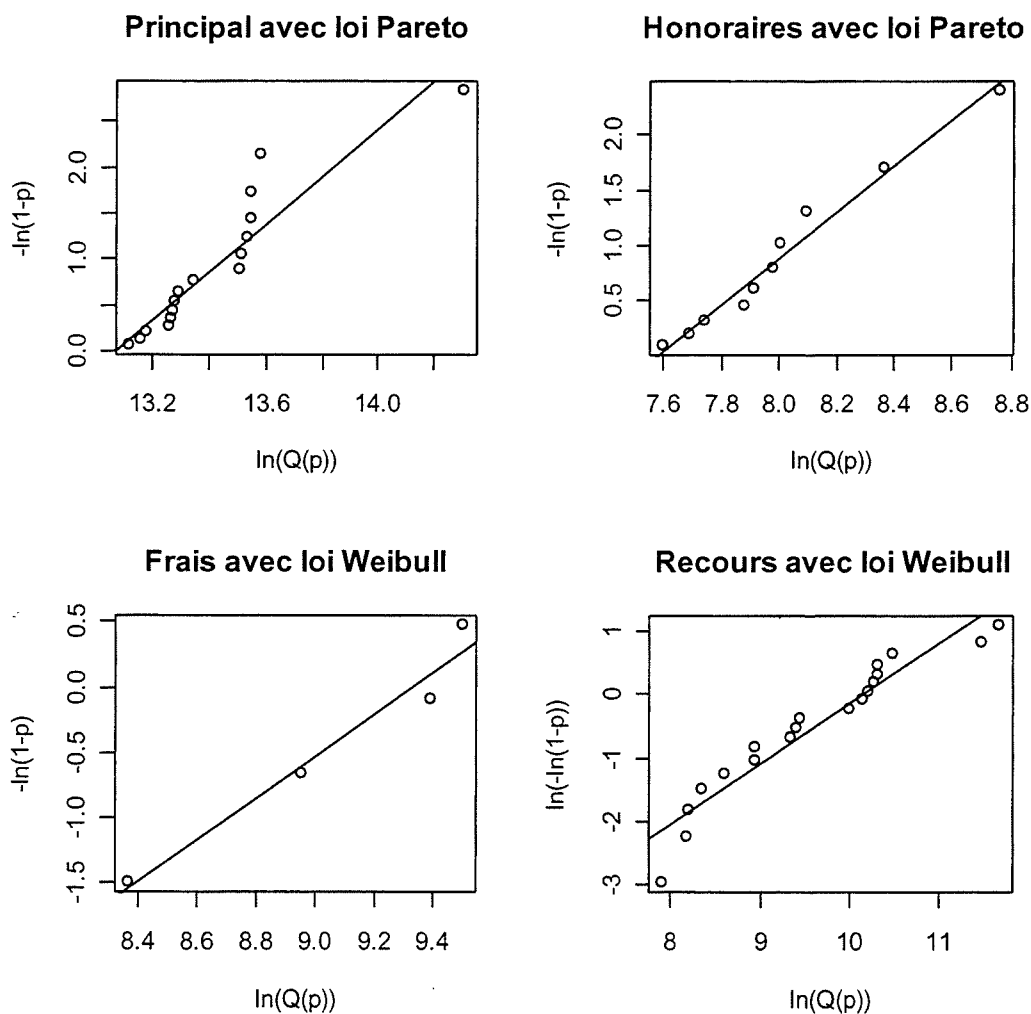 Principal avec loi Pareto
-ln(1-p)
0.0 1.0 2.0
13.2 13.6 14.0
ln(Q(p))
Honoraires avec loi Pareto
-ln(1-p)
0.5 1.0 1.5 2.0
7.6 7.8 8.0 8.2 8.4 8.6 8.8
ln(Q(p))
Frais avec loi Weibull
-ln(1-p)
-1.5 -1.0 -0.5 0.0 0.5
8.4 8.6 8.8 9.0 9.2 9.4
ln(Q(p))
Recours avec loi Weibull
ln(-ln(1-p))
-3 -2 -1 0 1
8 9 10 11
ln(Q(p))